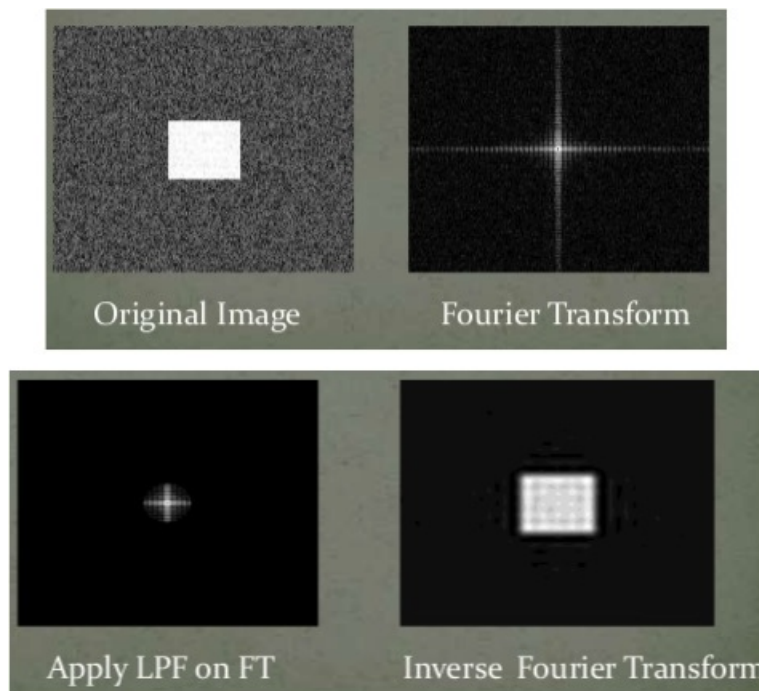 Original Image
Fourier Transform
Apply LPF on FT
Inverse Fourier Transform